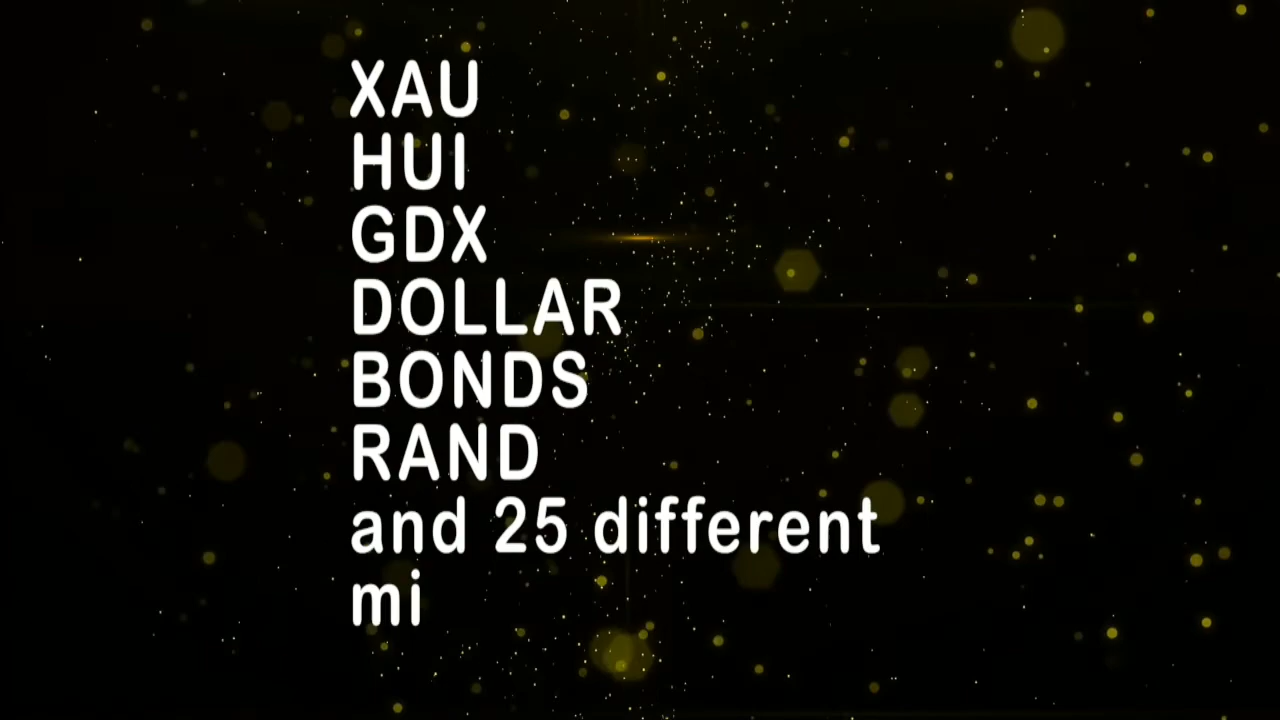 XAU
HUI
GDX
DOLLAR
BONDS
RAND
and 25 different
mi